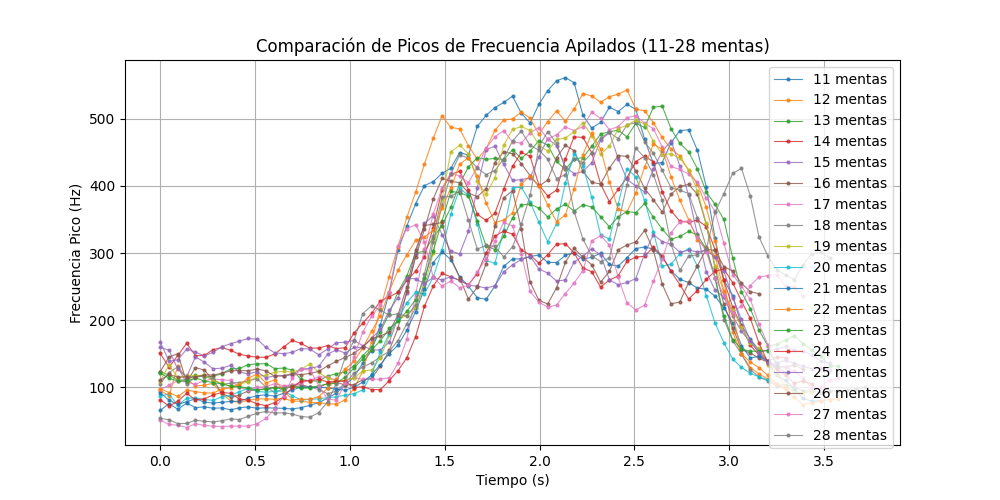 Comparación de Picos de Frecuencia Apilados (11-28 mentas)
Frecuencia Pico (Hz)
500
400
300
200
100
0.0 0.5 1.0 1.5 2.0 2.5 3.0 3.5
Tiempo (s)
11 mentas
12 mentas
13 mentas
14 mentas
15 mentas
16 mentas
17 mentas
18 mentas
19 mentas
20 mentas
21 mentas
22 mentas
23 mentas
24 mentas
25 mentas
26 mentas
27 mentas
28 mentas